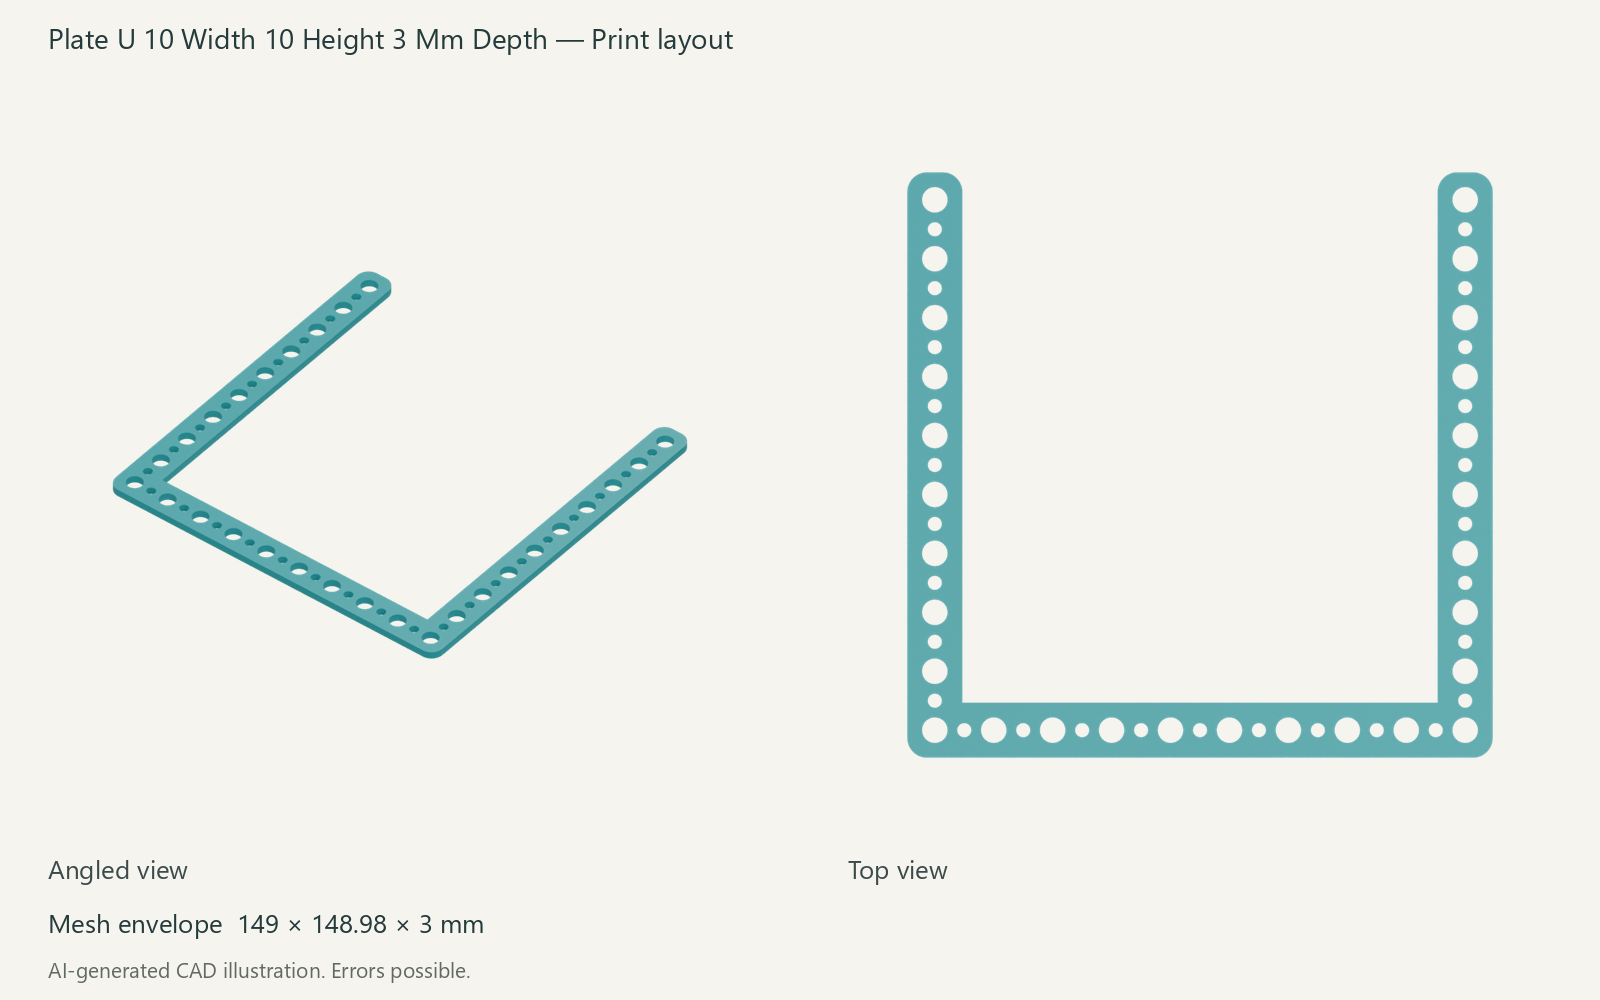 Plate U 10 Width 10 Height 3 Mm Depth — Print layout
Angled view
Top view
Mesh envelope 149 × 148.98 × 3 mm
AI-generated CAD illustration. Errors possible.